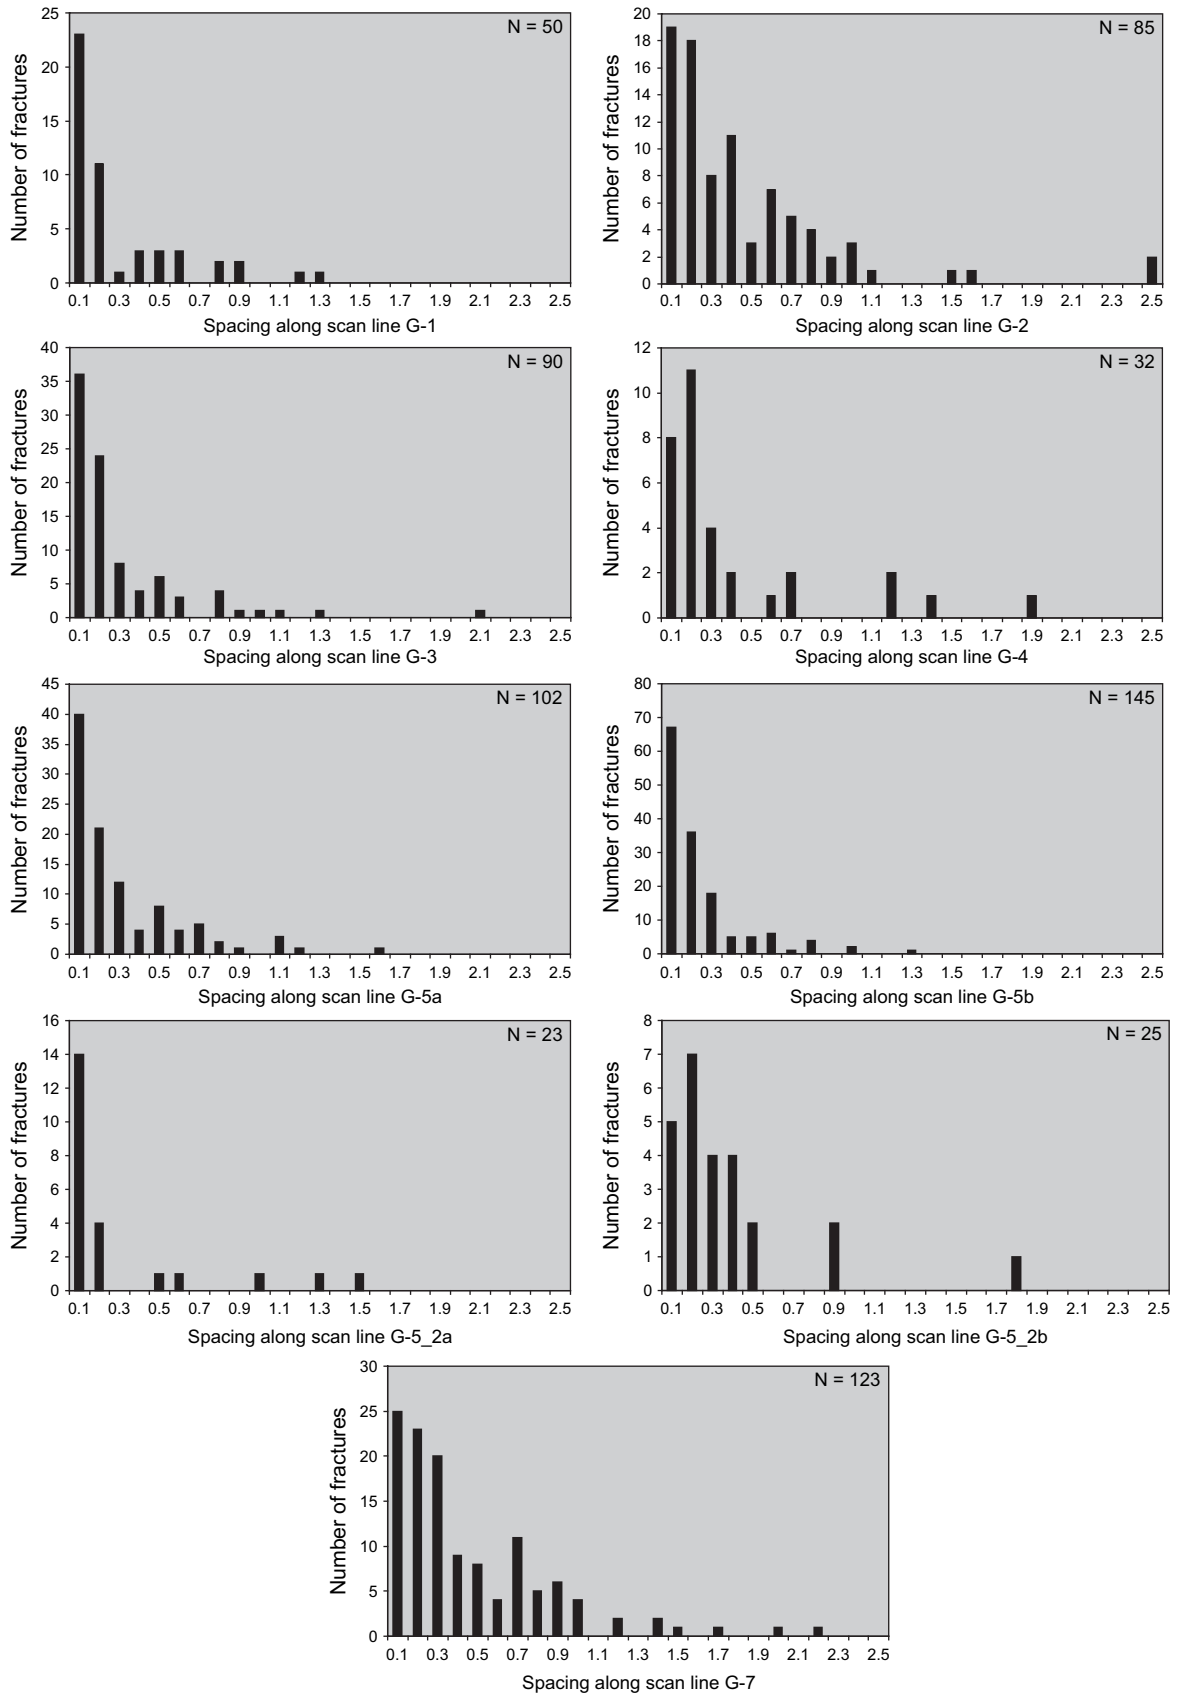 25
20
15
10
5
0
Number of fractures
N = 50
0.1 0.3 0.5 0.7 0.9 1.1 1.3 1.5 1.7 1.9 2.1 2.3 2.5
Spacing along scan line G-1
20
18
16
14
12
10
8
6
4
2
0
Number of fractures
N = 85
0.1 0.3 0.5 0.7 0.9 1.1 1.3 1.5 1.7 1.9 2.1 2.3 2.5
Spacing along scan line G-2
40
35
30
25
20
15
10
5
0
Number of fractures
N = 90
0.1 0.3 0.5 0.7 0.9 1.1 1.3 1.5 1.7 1.9 2.1 2.3 2.5
Spacing along scan line G-3
12
10
8
6
4
2
0
Number of fractures
N = 32
0.1 0.3 0.5 0.7 0.9 1.1 1.3 1.5 1.7 1.9 2.1 2.3 2.5
Spacing along scan line G-4
45
40
35
30
25
20
15
10
5
0
Number of fractures
N = 102
0.1 0.3 0.5 0.7 0.9 1.1 1.3 1.5 1.7 1.9 2.1 2.3 2.5
Spacing along scan line G-5a
80
70
60
50
40
30
20
10
0
Number of fractures
N = 145
0.1 0.3 0.5 0.7 0.9 1.1 1.3 1.5 1.7 1.9 2.1 2.3 2.5
Spacing along scan line G-5b
16
14
12
10
8
6
4
2
0
Number of fractures
N = 23
0.1 0.3 0.5 0.7 0.9 1.1 1.3 1.5 1.7 1.9 2.1 2.3 2.5
Spacing along scan line G-5_2a
8
7
6
5
4
3
2
1
0
Number of fractures
N = 25
0.1 0.3 0.5 0.7 0.9 1.1 1.3 1.5 1.7 1.9 2.1 2.3 2.5
Spacing along scan line G-5_2b
30
25
20
15
10
5
0
Number of fractures
N = 123
0.1 0.3 0.5 0.7 0.9 1.1 1.3 1.5 1.7 1.9 2.1 2.3 2.5
Spacing along scan line G-7